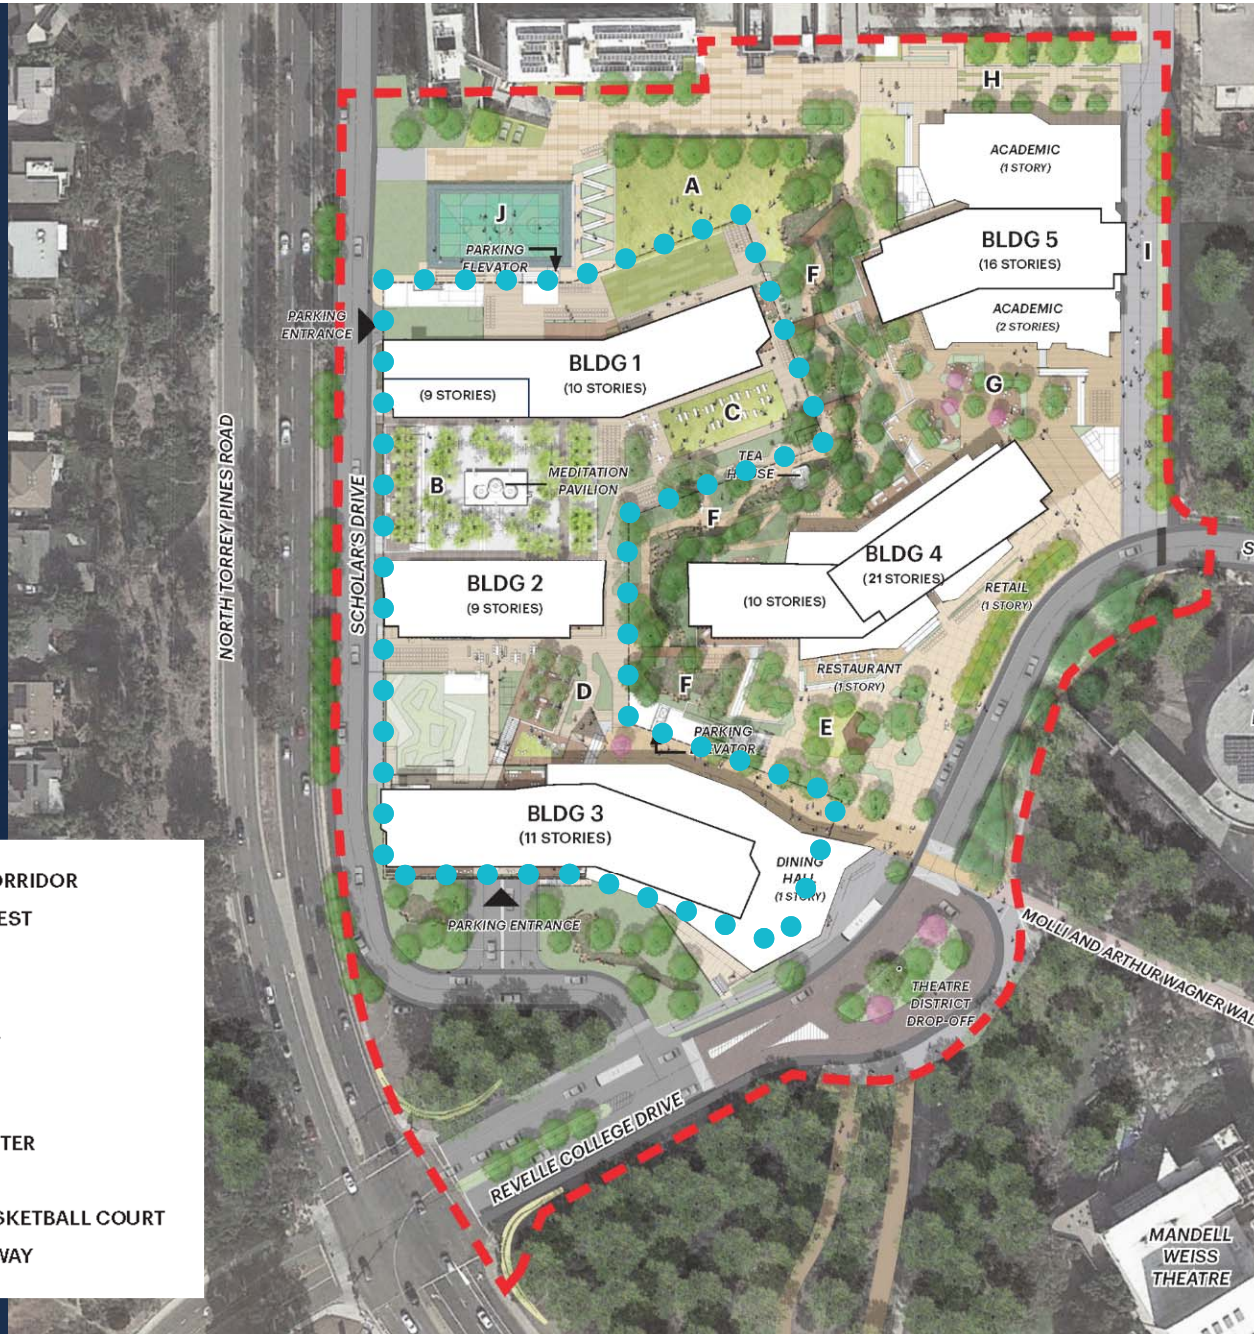 H
ACADEMIC
(1 STORY)
A
J
BLDG 5
(16 STORIES)
I
PARKING
ELEVATOR
F
ACADEMIC
(2 STORIES)
PARKING
ENTRANCE
BLDG 1
(10 STORIES)
(9 STORIES)
G
C
NORTH TORREY PINES ROAD
SCHOLAR'S DRIVE
B
MEDITATION
PAVILION
TEA
HOUSE
F
S
BLDG 4
(21 STORIES)
BLDG 2
(9 STORIES)
(10 STORIES)
RETAIL
(1 STORY)
RESTAURANT
(1 STORY)
D
F
E
PARKING
ELEVATOR
BLDG 3
(11 STORIES)
DINING
HALL
(1 STORY)
PARKING ENTRANCE
MOLLI AND ARTHUR WAGNER WAL
THEATRE
DISTRICT
DROP-OFF
REVELLE COLLEGE DRIVE
MANDELL
WEISS
THEATRE
ORRIDOR
EST
TER
SKETBALL COURT
WAY